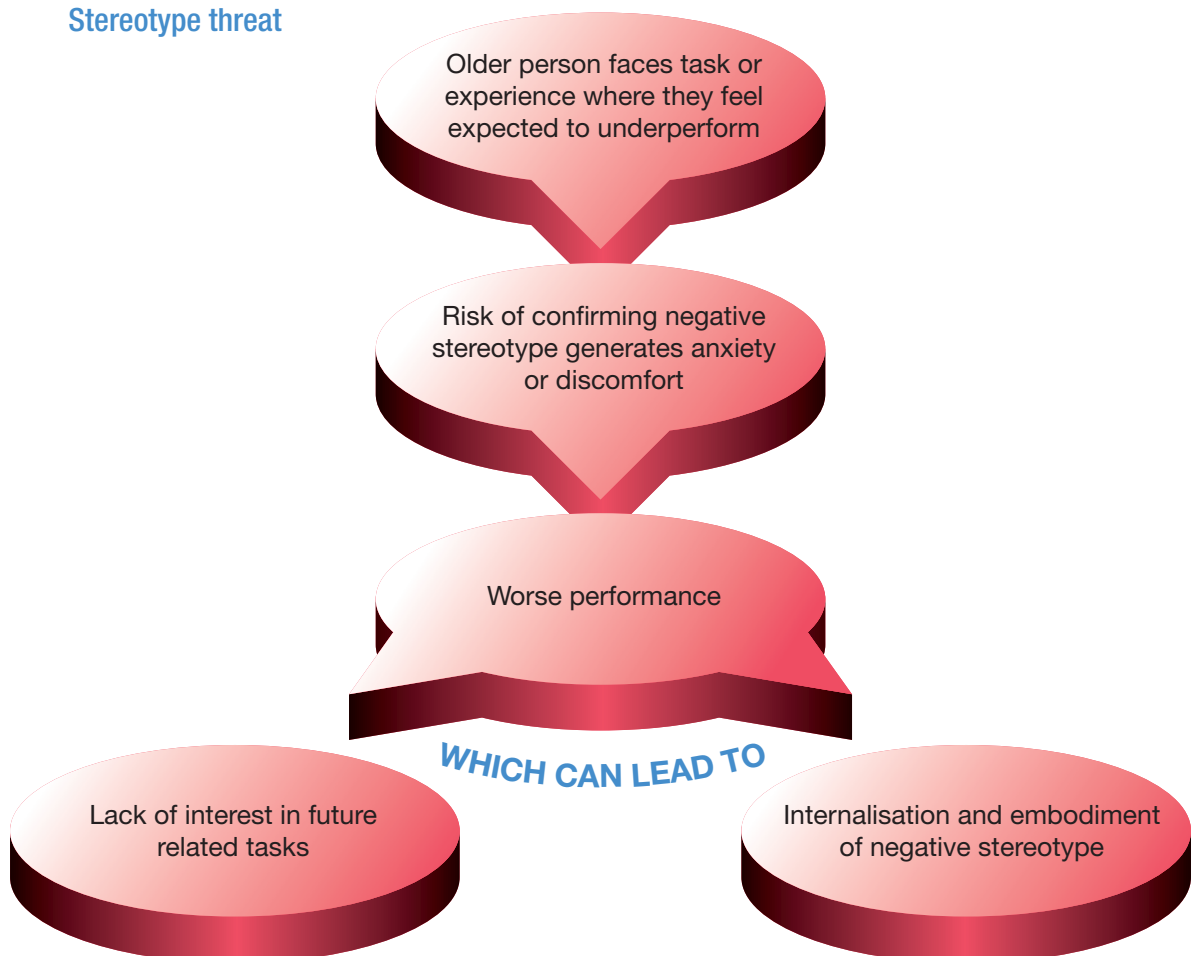 Stereotype threat
Older person faces task or
experience where they feel
expected to underperform
Risk of confirming negative
stereotype generates anxiety
or discomfort
Worse performance
WHICH CAN LEAD TO
Lack of interest in future
related tasks
Internalisation and embodiment
of negative stereotype